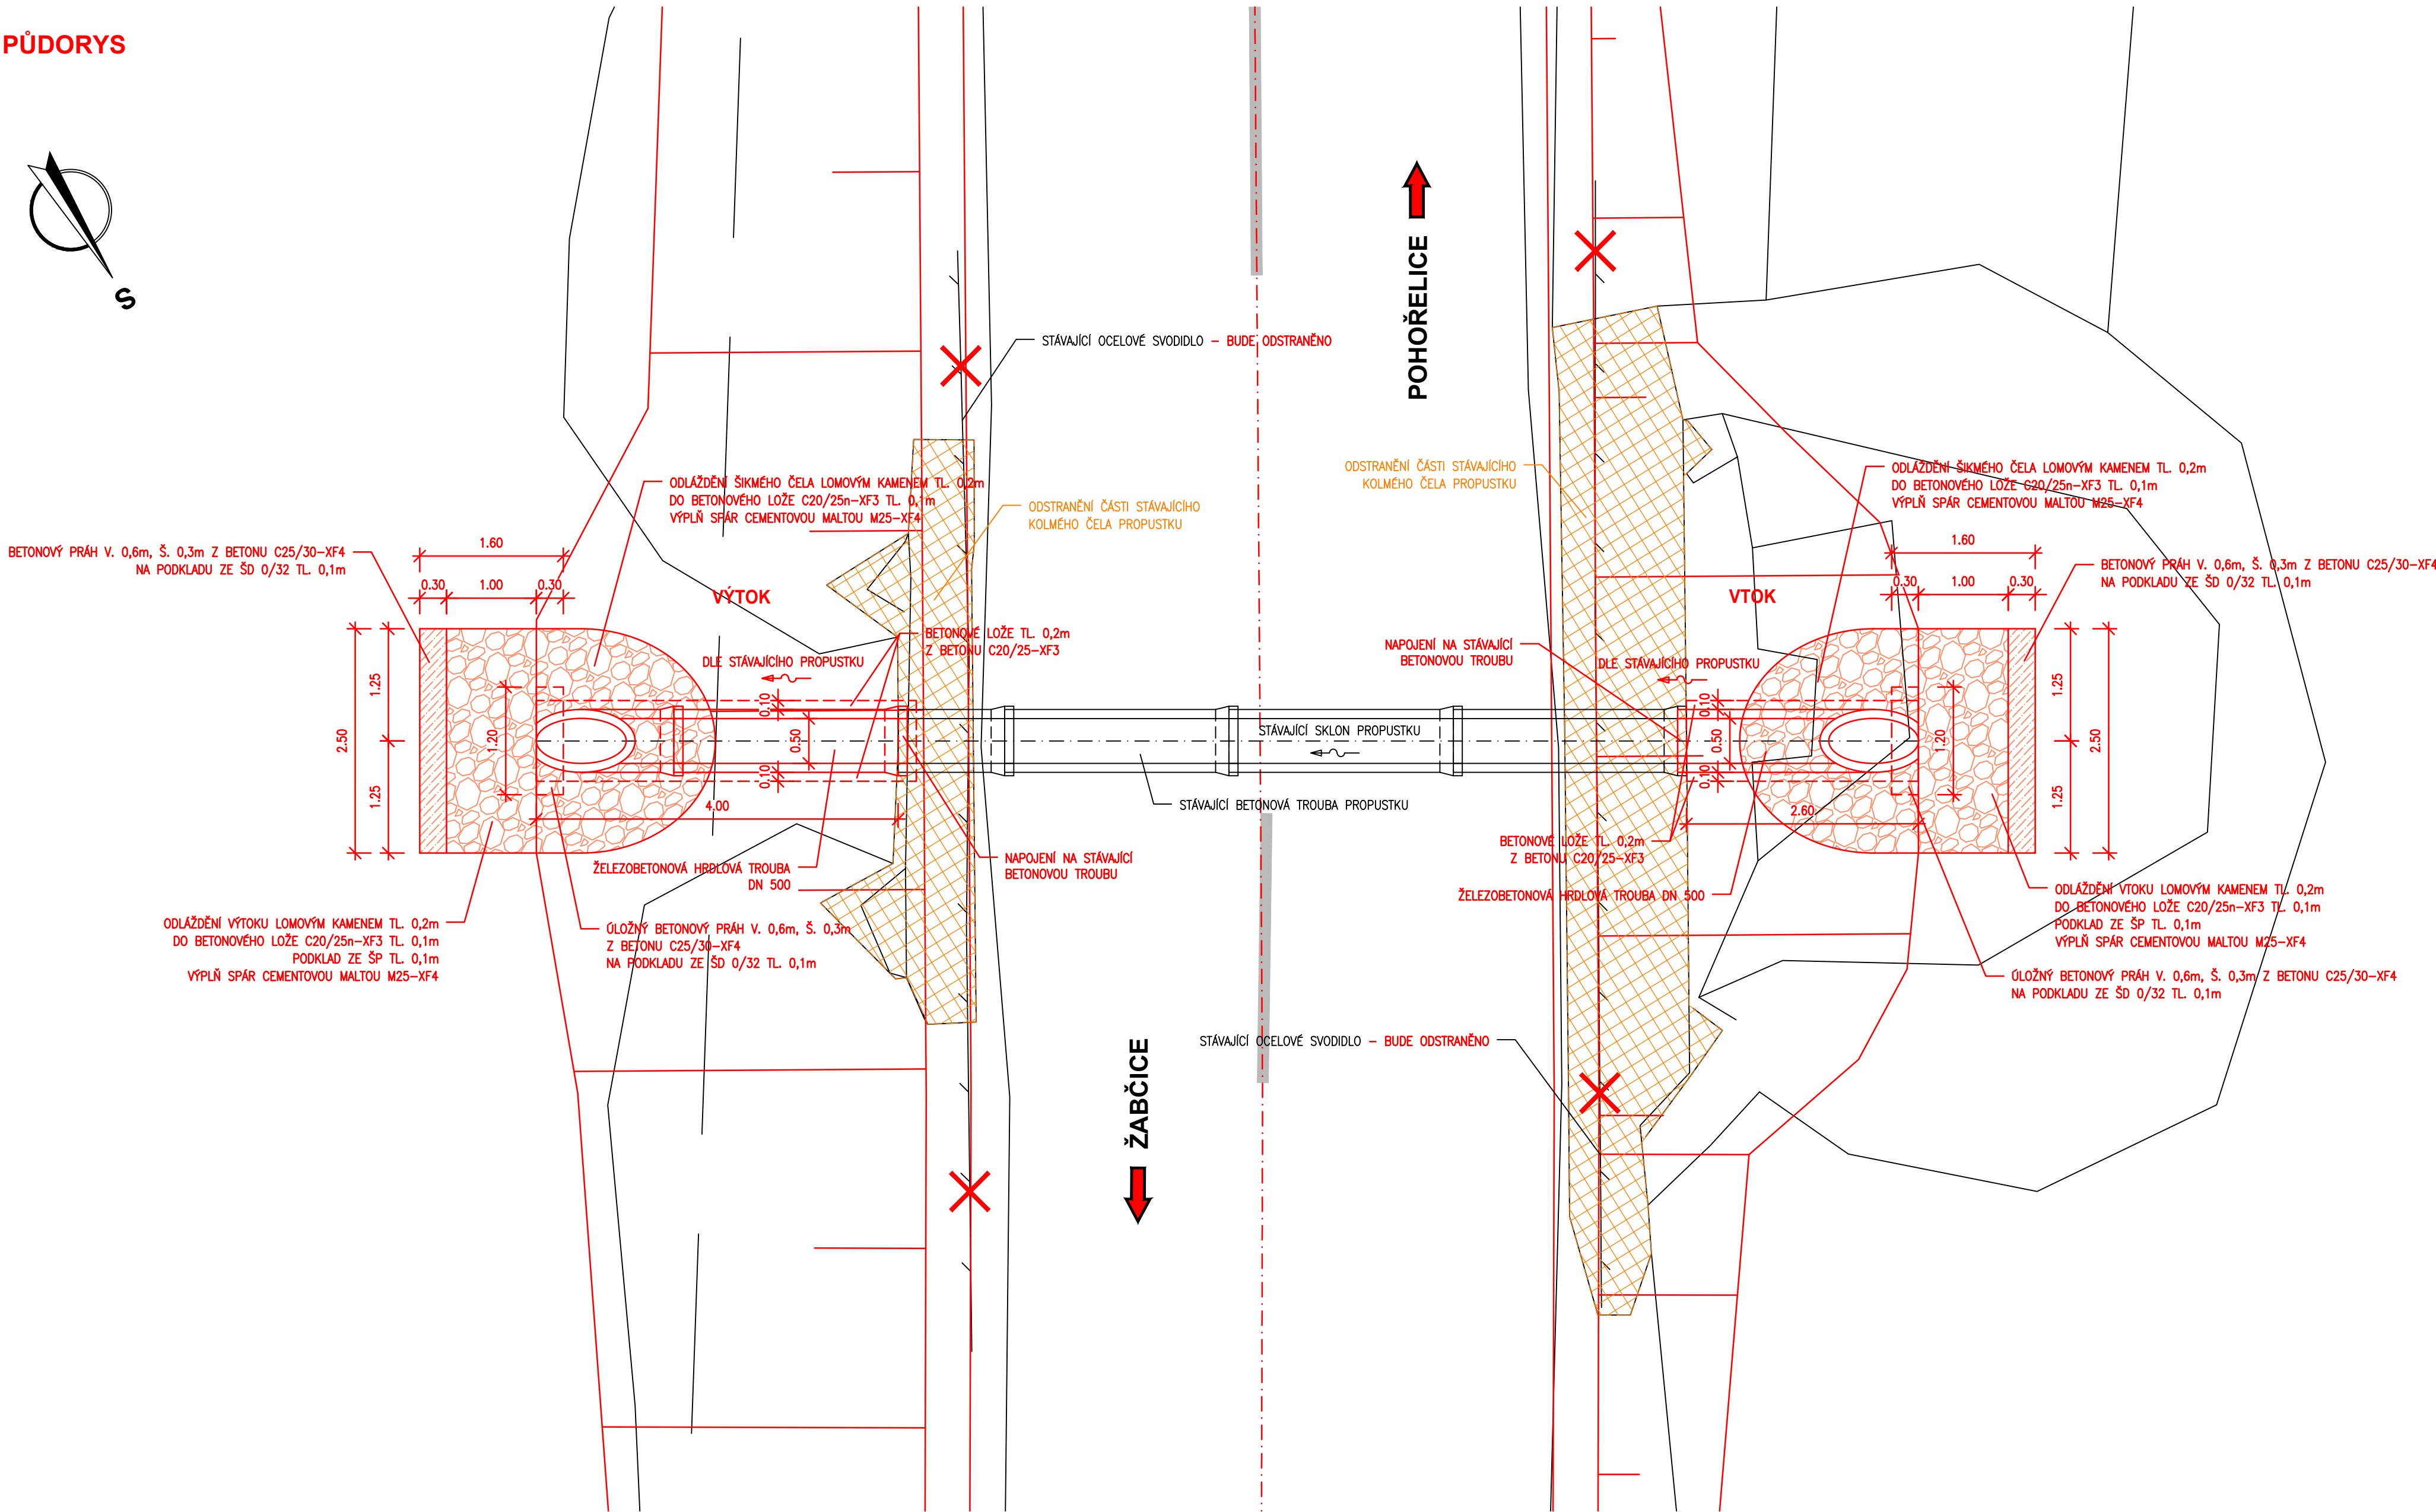 PŮDORYS
S
POHOŘELICE
STÁVAJÍCÍ OCELOVÉ SVODIDLO – BUDE ODSTRANĚNO
ODLÁŽDĚNÍ ŠIKMÉHO ČELA LOMOVÝM KAMENEM TL. 0,2m
DO BETONOVÉHO LOŽE C20/25n-XF3 TL. 0,1m
VÝPLŇ SPÁR CEMENTOVOU MALTOU M25-XF4
ODSTRANĚNÍ ČÁSTI STÁVAJÍCÍHO
KOLMÉHO ČELA PROPUSTKU
ODSTRANĚNÍ ČÁSTI STÁVAJÍCÍHO
KOLMÉHO ČELA PROPUSTKU
ODLÁŽDĚNÍ ŠIKMÉHO ČELA LOMOVÝM KAMENEM TL. 0,2m
DO BETONOVÉHO LOŽE C20/25n-XF3 TL. 0,1m
VÝPLŇ SPÁR CEMENTOVOU MALTOU M25-XF4
BETONOVÝ PRÁH V. 0,6m, Š. 0,3m Z BETONU C25/30-XF4
NA PODKLADU ZE ŠD 0/32 TL. 0,1m
1.60
0.30
1.00
0.30
VÝTOK
VTOK
1.60
0.30
1.00
0.30
BETONOVÝ PRÁH V. 0,6m, Š. 0,3m Z BETONU C25/30-XF4
NA PODKLADU ZE ŠD 0/32 TL. 0,1m
BETONOVÉ LOŽE TL. 0,2m
Z BETONU C20/25-XF3
DLE STÁVAJÍCÍHO PROPUSTKU
NAPOJENÍ NA STÁVAJÍCÍ
BETONOVOU TROUBU
DLE STÁVAJÍCÍHO PROPUSTKU
2.50
1.25
1.25
1.20
0.10
0.50
0.10
4.00
STÁVAJÍCÍ SKLON PROPUSTKU
STÁVAJÍCÍ BETONOVÁ TROUBA PROPUSTKU
0.10
0.50
0.10
2.60
1.20
1.25
1.25
2.50
ŽELEZOBETONOVÁ HRDLOVÁ TROUBA
DN 500
NAPOJENÍ NA STÁVAJÍCÍ
BETONOVOU TROUBU
BETONOVÉ LOŽE TL. 0,2m
Z BETONU C20/25-XF3
ŽELEZOBETONOVÁ HRDLOVÁ TROUBA DN 500
ODLÁŽDĚNÍ VÝTOKU LOMOVÝM KAMENEM TL. 0,2m
DO BETONOVÉHO LOŽE C20/25n-XF3 TL. 0,1m
PODKLAD ZE ŠP TL. 0,1m
VÝPLŇ SPÁR CEMENTOVOU MALTOU M25-XF4
ÚLOŽNÝ BETONOVÝ PRÁH V. 0,6m, Š. 0,3m
Z BETONU C25/30-XF4
NA PODKLADU ZE ŠD 0/32 TL. 0,1m
ODLÁŽDĚNÍ VTOKU LOMOVÝM KAMENEM TL. 0,2m
DO BETONOVÉHO LOŽE C20/25n-XF3 TL. 0,1m
PODKLAD ZE ŠP TL. 0,1m
VÝPLŇ SPÁR CEMENTOVOU MALTOU M25-XF4
ÚLOŽNÝ BETONOVÝ PRÁH V. 0,6m, Š. 0,3m Z BETONU C25/30-XF4
NA PODKLADU ZE ŠD 0/32 TL. 0,1m
STÁVAJÍCÍ OCELOVÉ SVODIDLO – BUDE ODSTRANĚNO
ŽABČICE